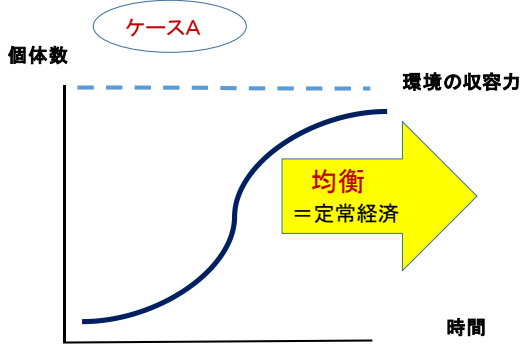 ケースA
個体数
環境の収容力
均衡
＝定常経済
時間